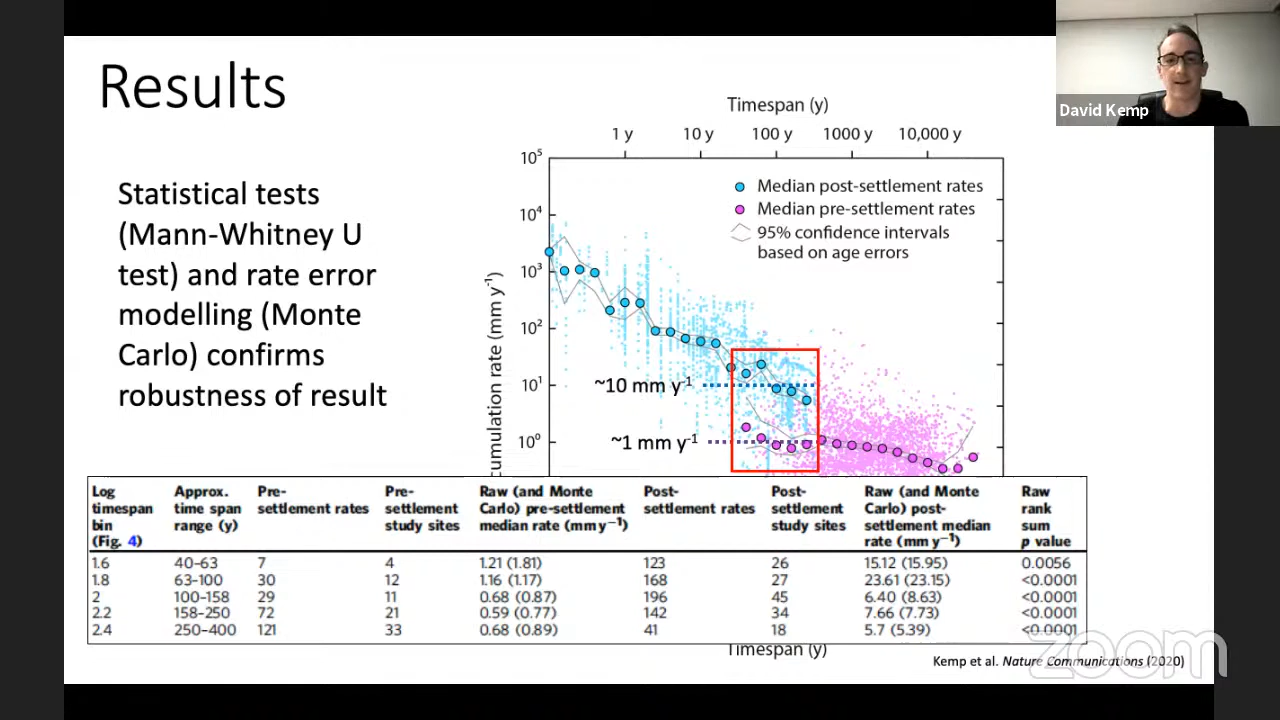 Results
David Kemp
Statistical tests
(Mann-Whitney U
test) and rate error
modelling (Monte
Carlo) confirms
robustness of result
Timespan (y)
1 y 10 y 100 y 1000 y 10,000 y
10⁵
10⁴
10³
10²
10¹
10⁰
Median post-settlement rates
Median pre-settlement rates
95% confidence intervals
based on age errors
~10 mm y⁻¹
~1 mm y⁻¹
rate (mm y⁻¹)
Log timespan bin (Fig. 4) Approx. time span range (y) Pre-settlement rates Pre-settlement study sites Raw (and Monte Carlo) pre-settlement median rate (mm y⁻¹) Post-settlement rates Post-settlement study sites Raw (and Monte Carlo) post-settlement median rate (mm y⁻¹) Raw rank sum p value
1.6 40–63 7 4 1.21 (1.81) 123 26 15.12 (15.95) 0.0056
1.8 63–100 30 12 1.16 (1.17) 168 27 23.61 (23.15) <0.0001
2 100–158 29 11 0.68 (0.87) 196 45 6.40 (8.63) <0.0001
2.2 158–250 72 21 0.59 (0.77) 142 34 7.66 (7.73) <0.0001
2.4 250–400 121 33 0.68 (0.89) 41 18 5.7 (5.39) <0.0001
Timespan (y)
Kemp et al. Nature Communications (2020)
zoom